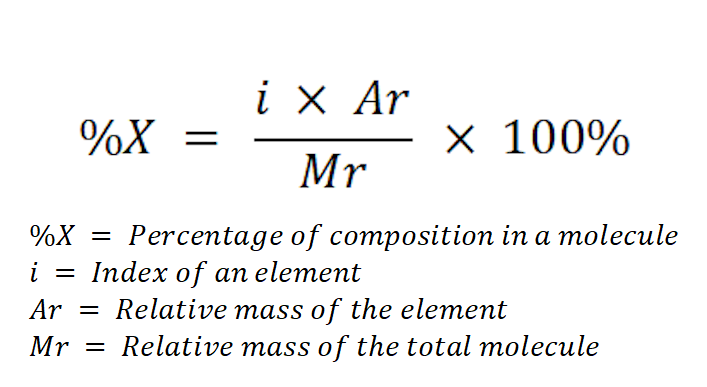 %X = i × Ar / Mr × 100%
%X = Percentage of composition in a molecule
i = Index of an element
Ar = Relative mass of the element
Mr = Relative mass of the total molecule